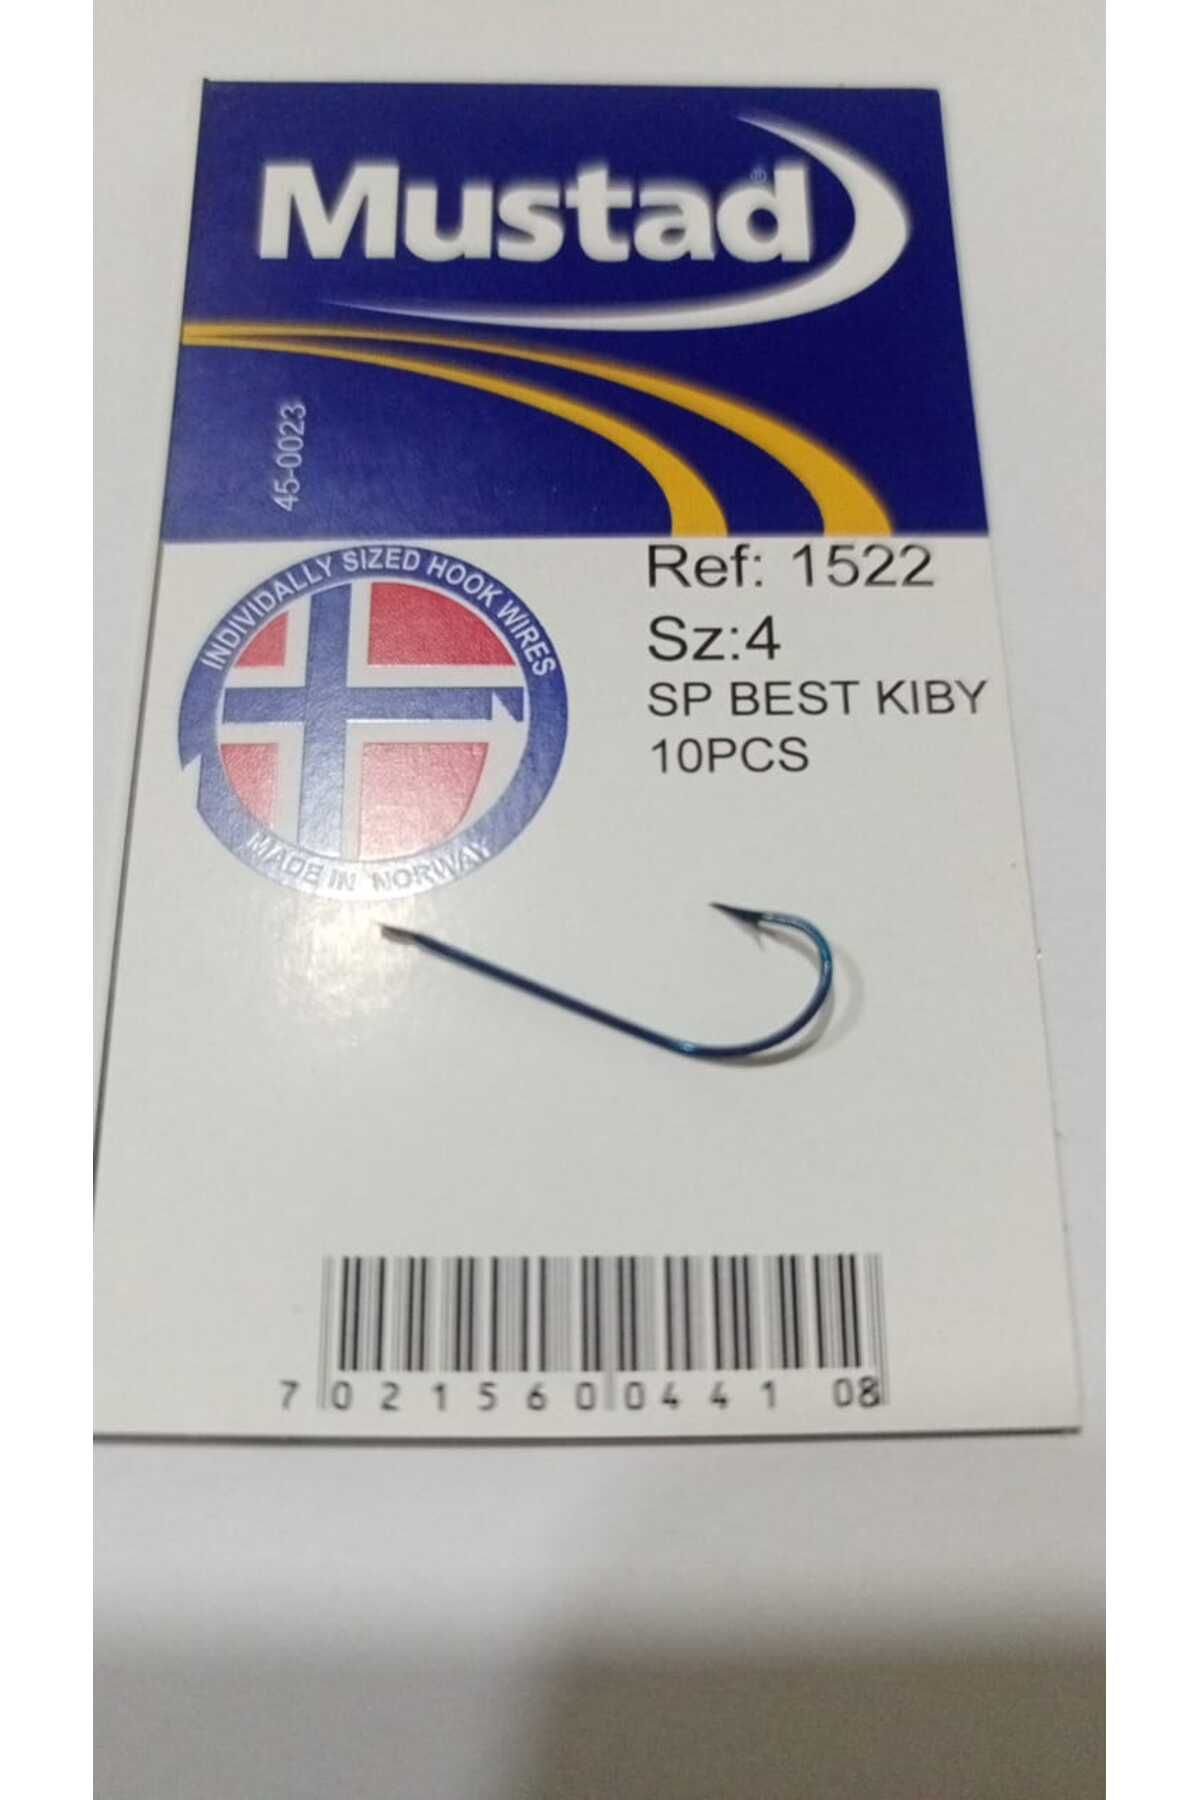 Mustad®
45-0023
INDIVIDALLY SIZED HOOK WIRES
MADE IN NORWAY
Ref: 1522
Sz:4
SP BEST KIBY
10PCS
7 021560 0441 08